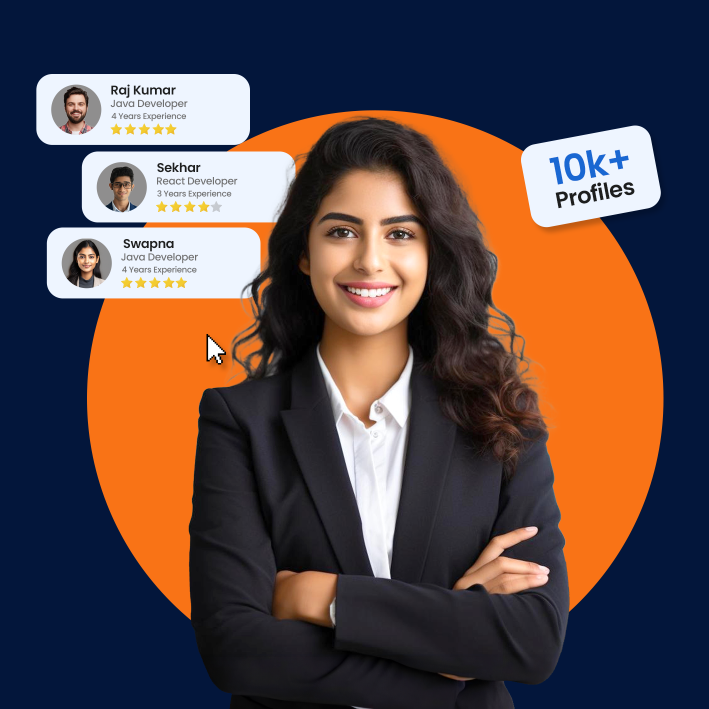 Raj Kumar
Java Developer
4 Years Experience
Sekhar
React Developer
3 Years Experience
Swapna
Java Developer
4 Years Experience
10k+
Profiles